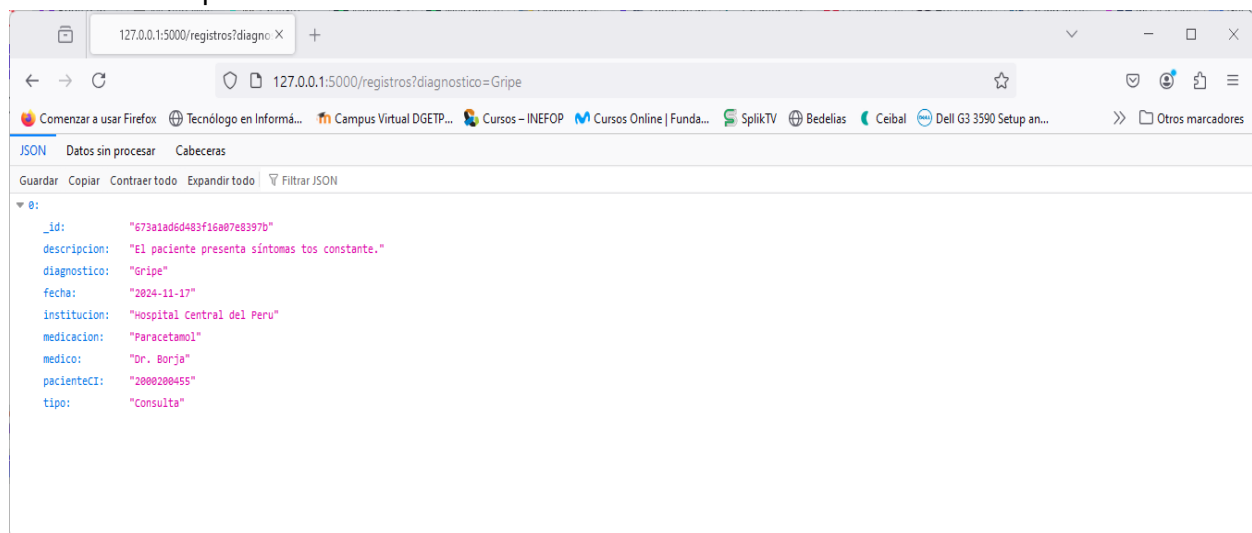 127.0.0.1:5000/registros?diagno
127.0.0.1:5000/registros?diagnostico=Gripe
Comenzar a usar Firefox Tecnólogo en Informá... Campus Virtual DGETP... Cursos – INEFOP Cursos Online | Funda... SplikTV Bedelias Ceibal Dell G3 3590 Setup an... Otros marcadores
JSON Datos sin procesar Cabeceras
Guardar Copiar Contraer todo Expandir todo Filtrar JSON
0:
_id: "673a1ad6d483f16a07e8397b"
descripcion: "El paciente presenta síntomas tos constante."
diagnostico: "Gripe"
fecha: "2024-11-17"
institucion: "Hospital Central del Peru"
medicacion: "Paracetamol"
medico: "Dr. Borja"
pacienteCI: "2000200455"
tipo: "Consulta"